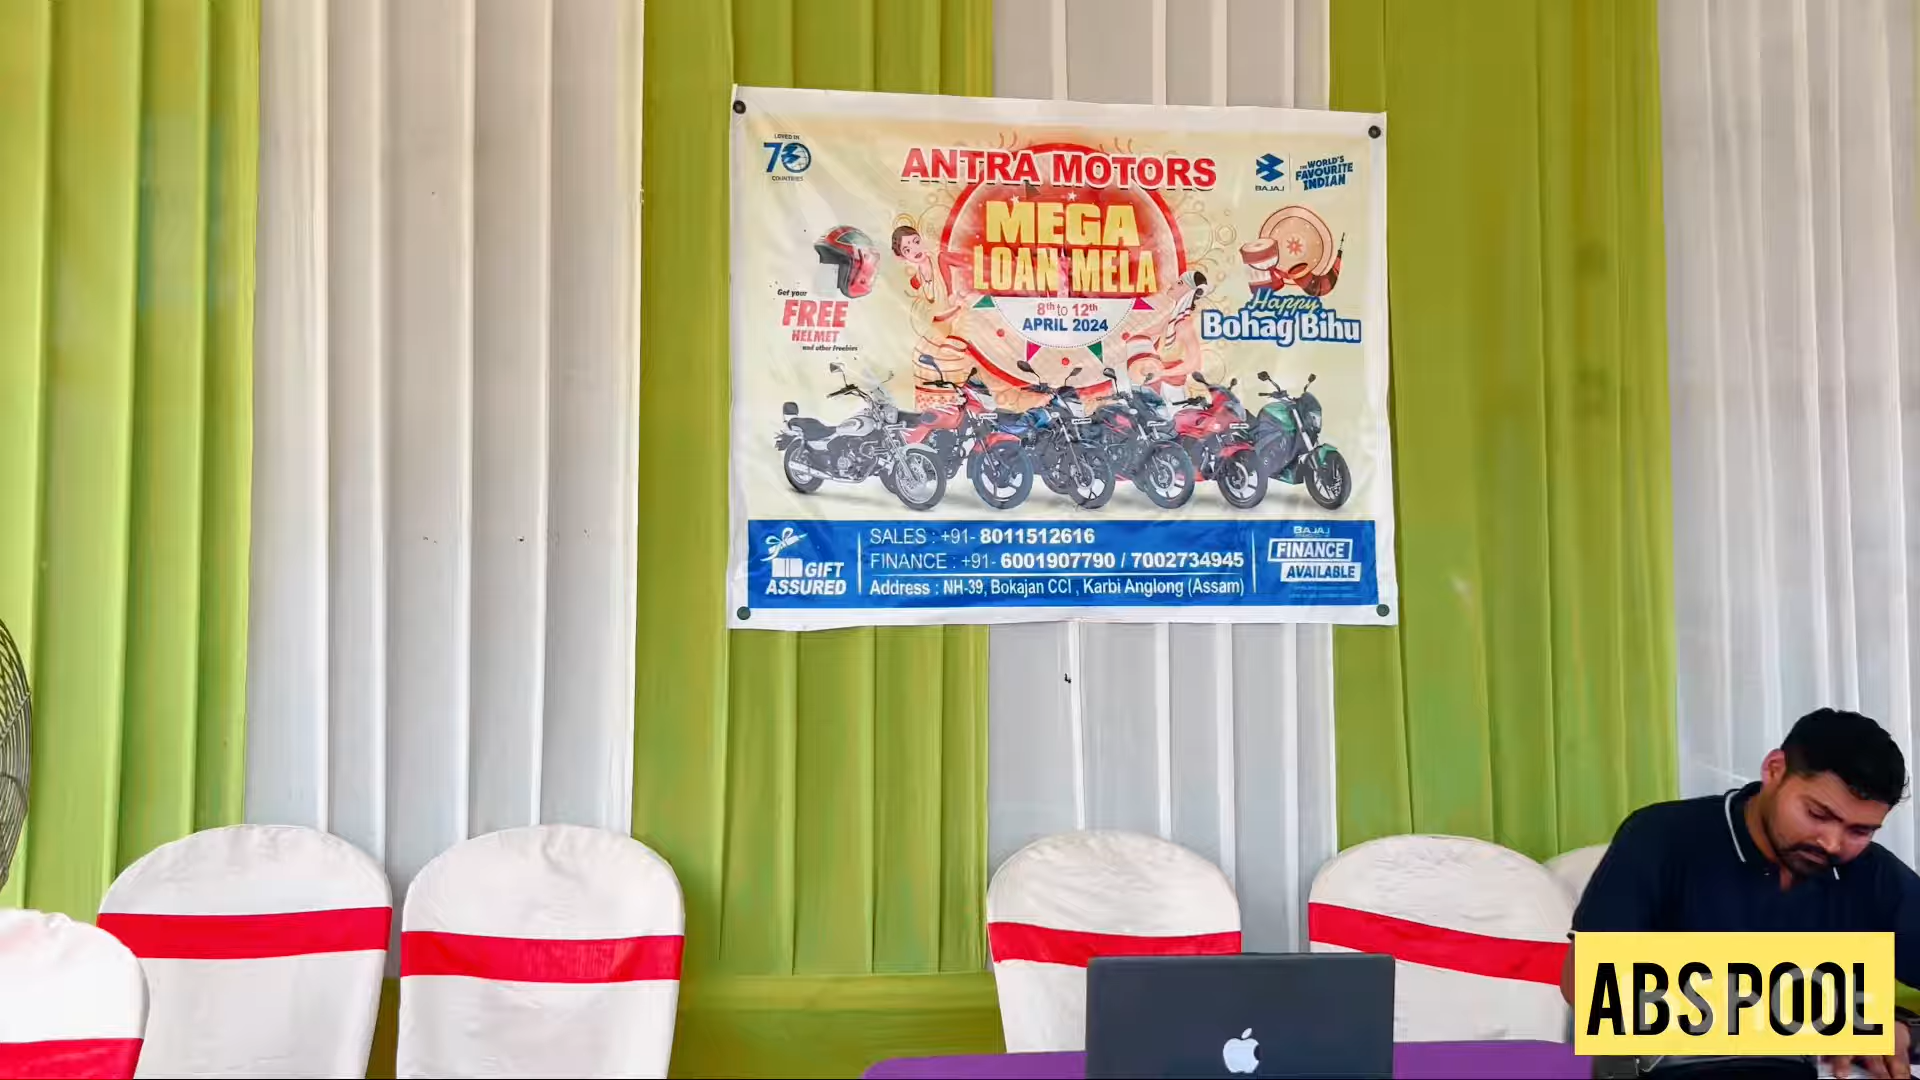 LOVED IN
70
COUNTRIES
ANTRA MOTORS
BAJAJ
THE WORLD'S
FAVOURITE
INDIAN
MEGA
LOAN MELA
8th to 12th
APRIL 2024
Get your
FREE
HELMET
and other Freebies
Happy
Bohag Bihu
GIFT
ASSURED
SALES : +91- 8011512616
FINANCE : +91- 6001907790 / 7002734945
Address : NH-39, Bokajan CCI , Karbi Anglong (Assam)
BAJAJ
FINANCE
AVAILABLE
ABS POOL